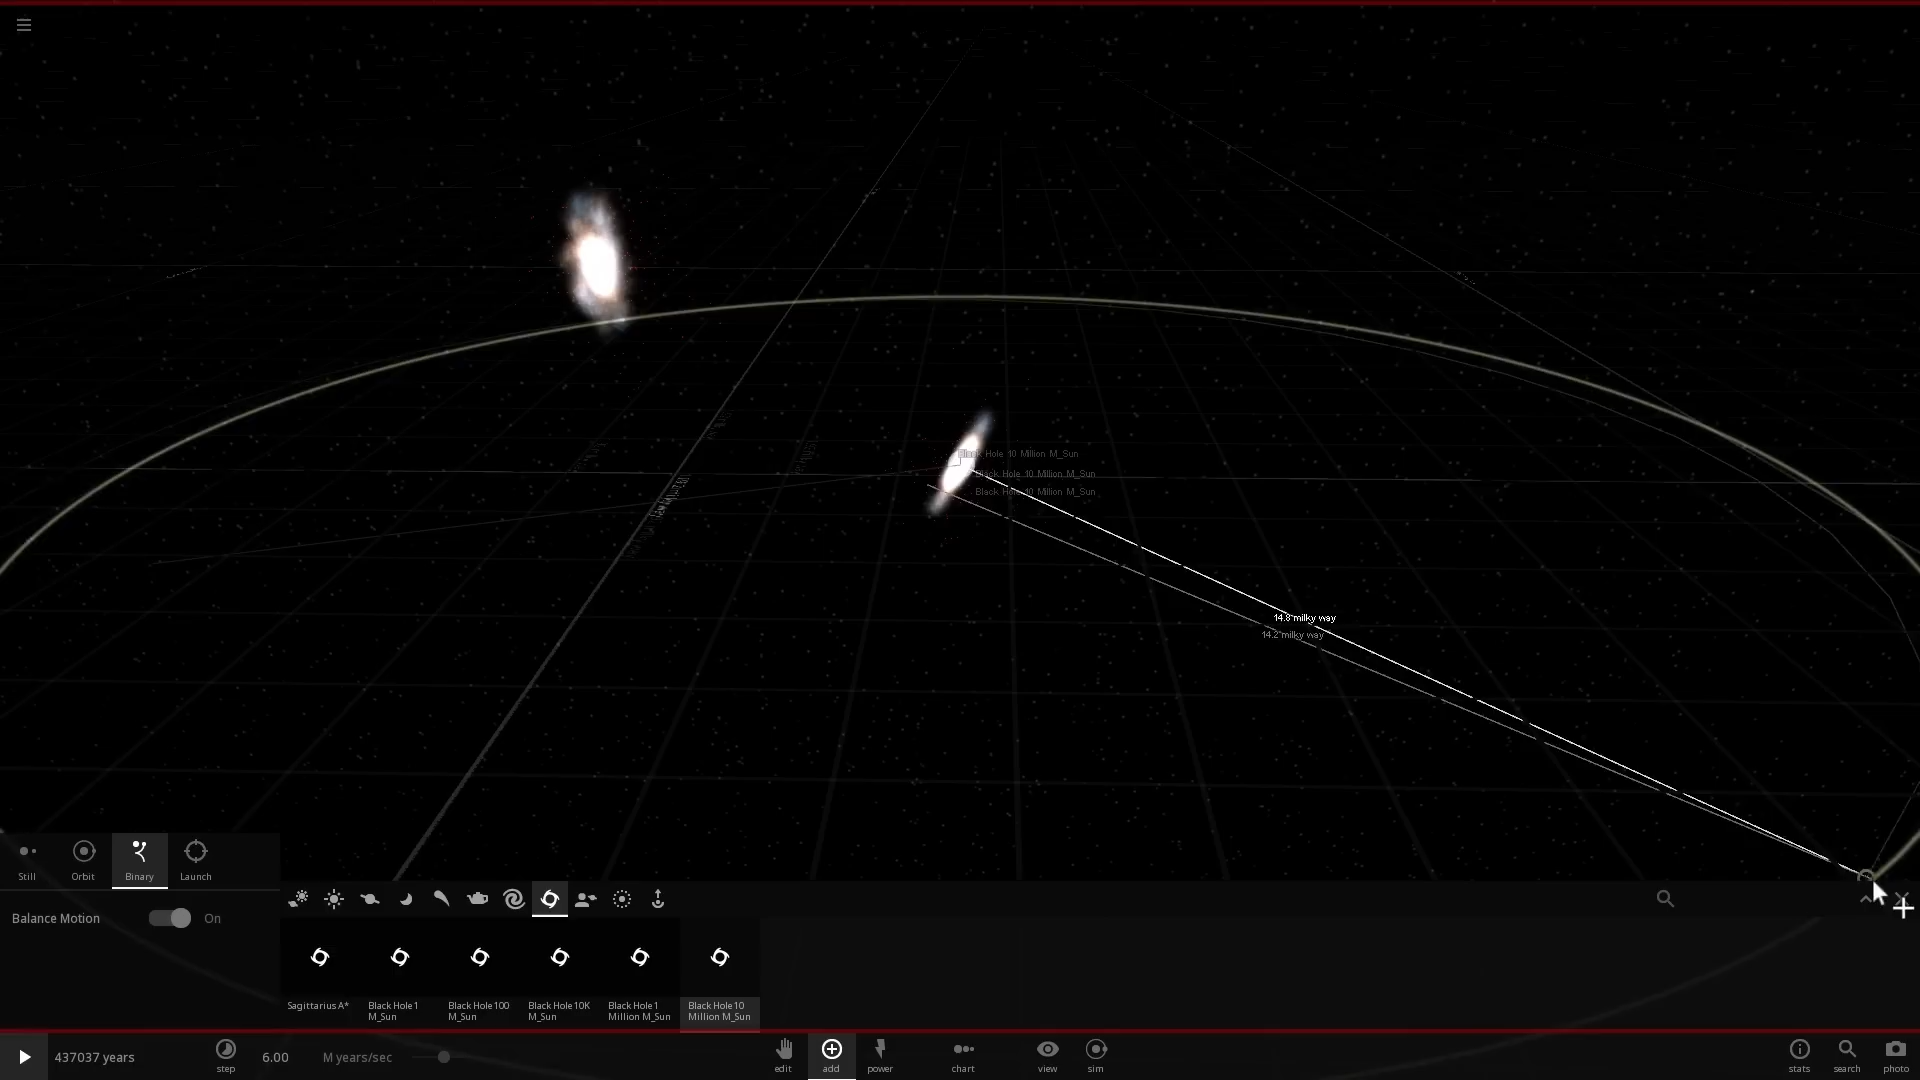 Black Hole 10 Million M_Sun
Black Hole 10 Million M_Sun
Black Hole 10 Million M_Sun
14.8 milky way
14.2 milky way
Still
Orbit
Binary
Launch
Balance Motion
On
Sagittarius A*
Black Hole 1
M_Sun
Black Hole 100
M_Sun
Black Hole 10K
M_Sun
Black Hole 1
Million M_Sun
Black Hole 10
Million M_Sun
437037 years
step
6.00
M years/sec
edit
add
power
chart
view
sim
stats
search
photo